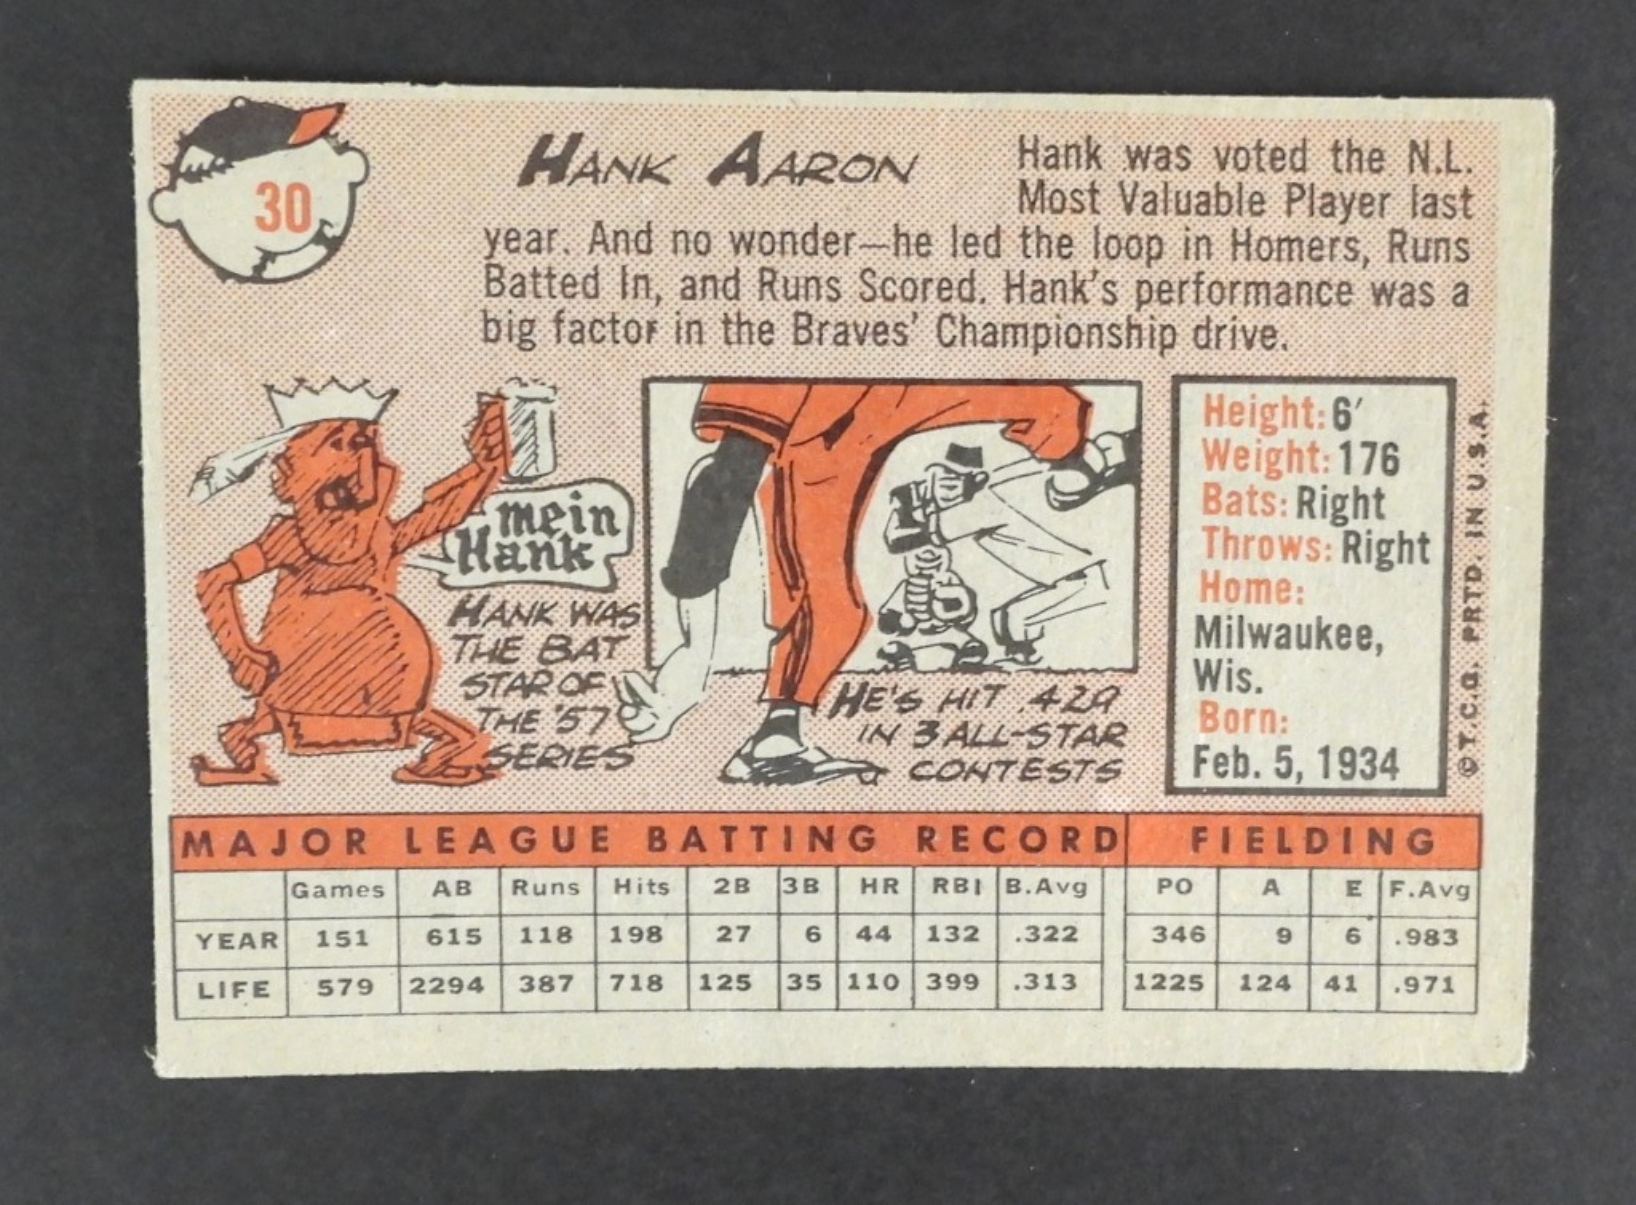 30
HANK AARON
Hank was voted the N.L.
Most Valuable Player last
year. And no wonder—he led the loop in Homers, Runs
Batted In, and Runs Scored. Hank's performance was a
big factor in the Braves' Championship drive.
mein
Hank
HANK WAS
THE BAT
STAR OF
THE '57
SERIES
HE'S HIT .429
IN 3 ALL-STAR
CONTESTS
Height: 6′
Weight: 176
Bats: Right
Throws: Right
Home:
Milwaukee,
Wis.
Born:
Feb. 5, 1934
© T.C.G. PRTD. IN U.S.A.
MAJOR LEAGUE BATTING RECORD FIELDING
Games AB Runs Hits 2B 3B HR RBI B.Avg PO A E F.Avg
YEAR 151 615 118 198 27 6 44 132 .322 346 9 6 .983
LIFE 579 2294 387 718 125 35 110 399 .313 1225 124 41 .971